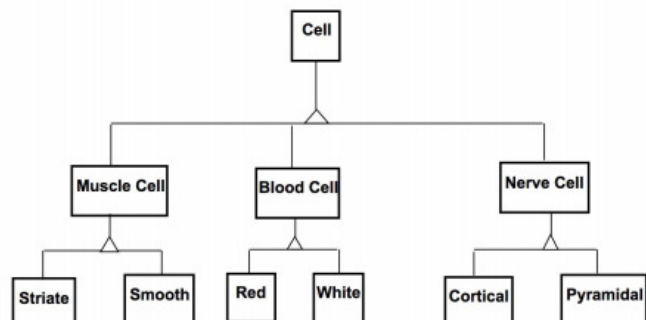 Cell
Muscle Cell
Blood Cell
Nerve Cell
Striate
Smooth
Red
White
Cortical
Pyramidal